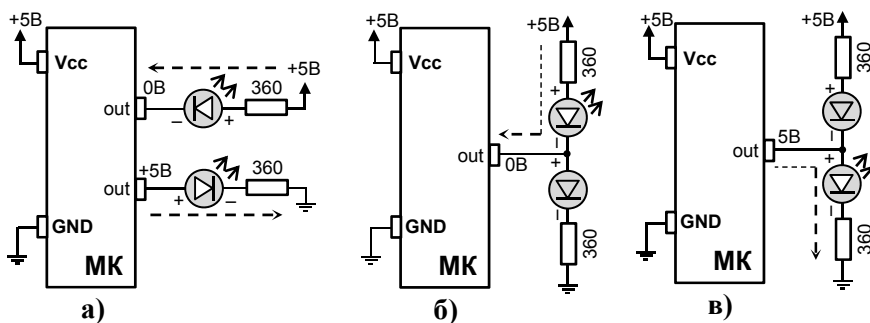 +5В
Vcc
out
0В
–
+
360
+5В
out
+5В
+
–
360
GND
МК
а)
+5В
Vcc
out
0В
GND
МК
+5В
360
+
–
+
–
360
б)
+5В
Vcc
out
5В
GND
МК
+5В
360
+
–
+
–
360
в)